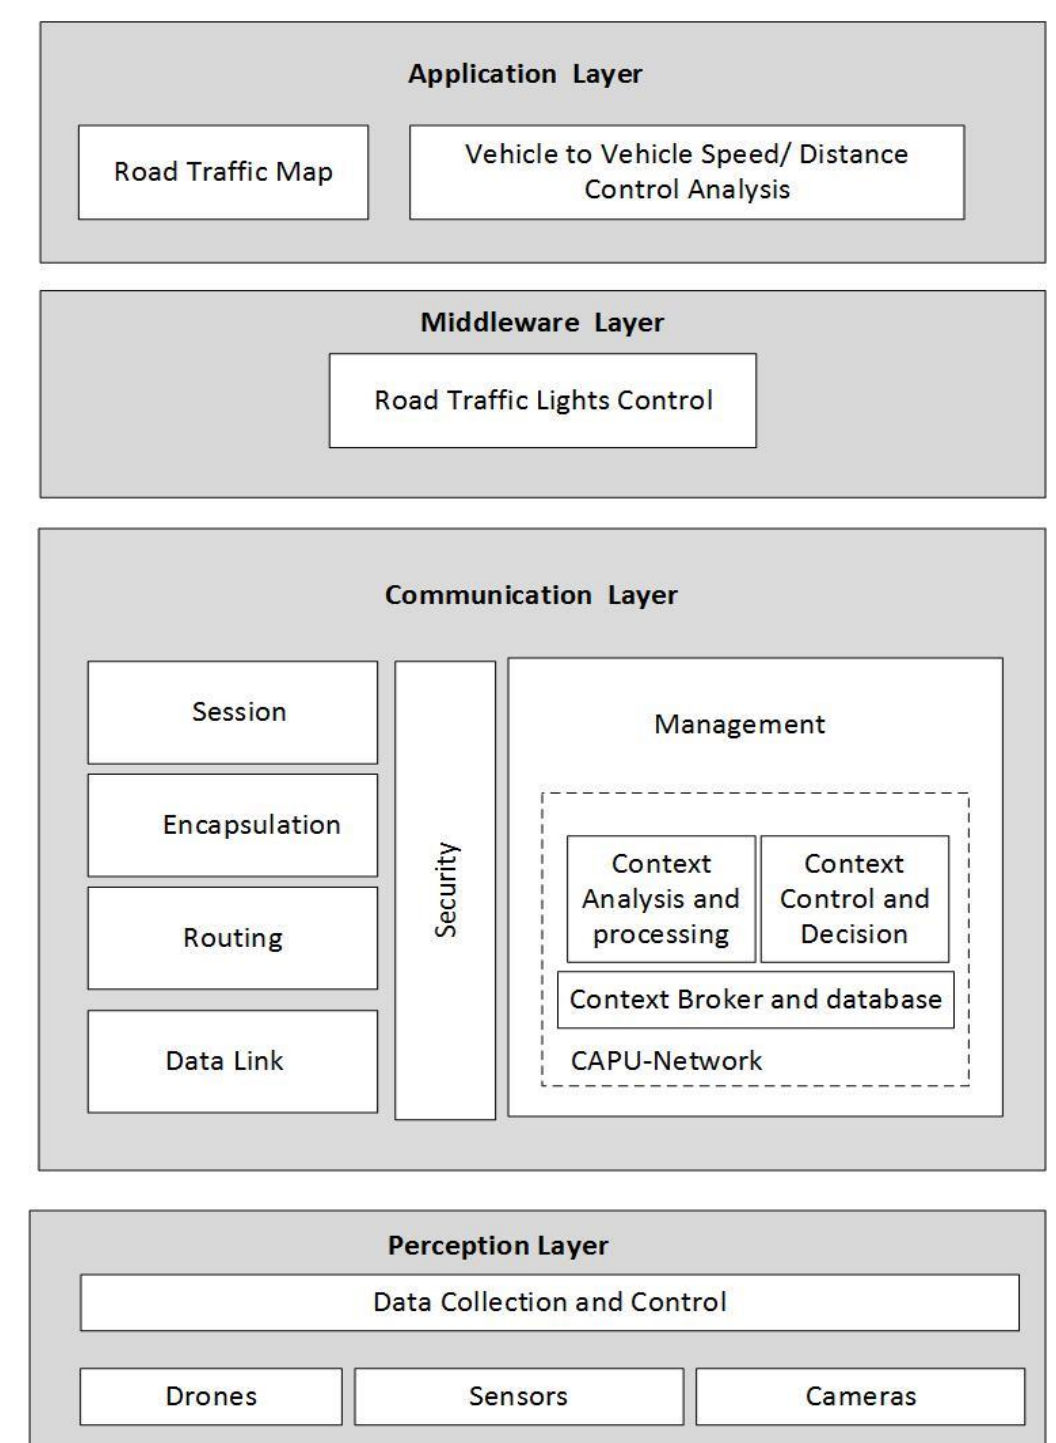 Application Layer
Road Traffic Map
Vehicle to Vehicle Speed/ Distance
Control Analysis
Middleware Layer
Road Traffic Lights Control
Communication Layer
Session
Encapsulation
Routing
Data Link
Security
Management
Context
Analysis and
processing
Context
Control and
Decision
Context Broker and database
CAPU-Network
Perception Layer
Data Collection and Control
Drones
Sensors
Cameras